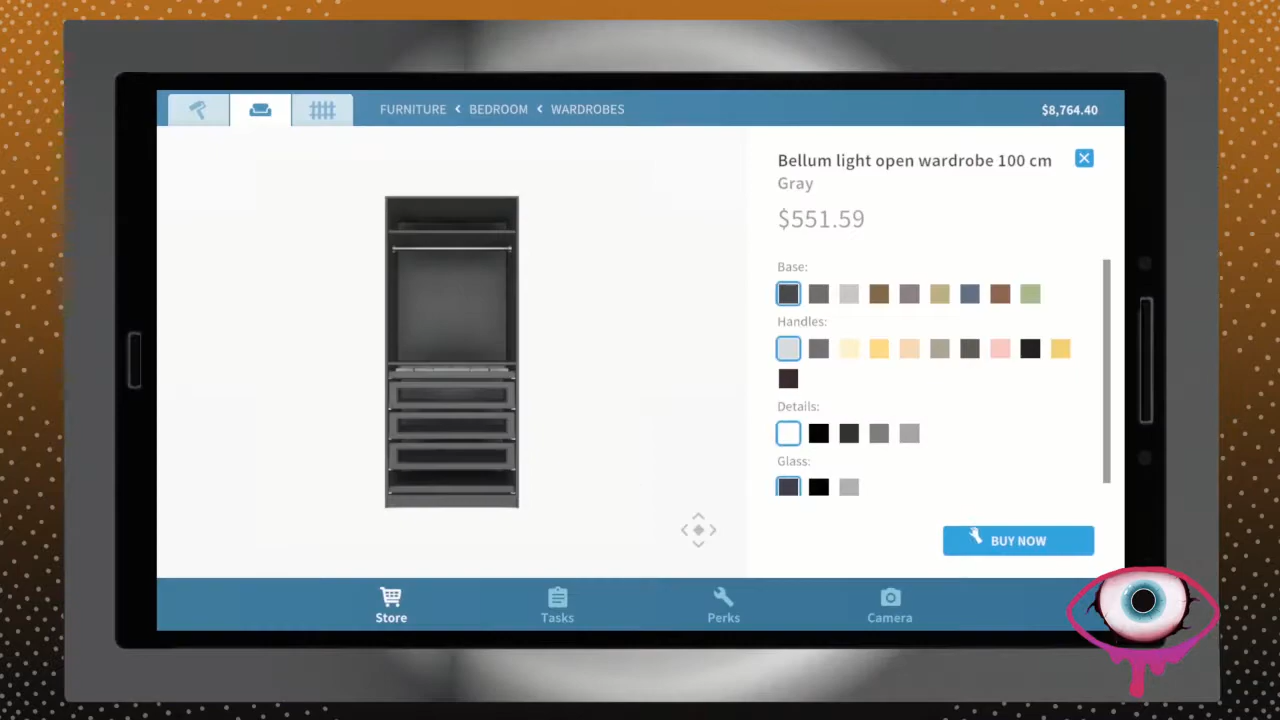 FURNITURE < BEDROOM < WARDROBES
$8,764.40
Bellum light open wardrobe 100 cm
Gray
$551.59
Base:
Handles:
Details:
Glass:
BUY NOW
Store
Tasks
Perks
Camera